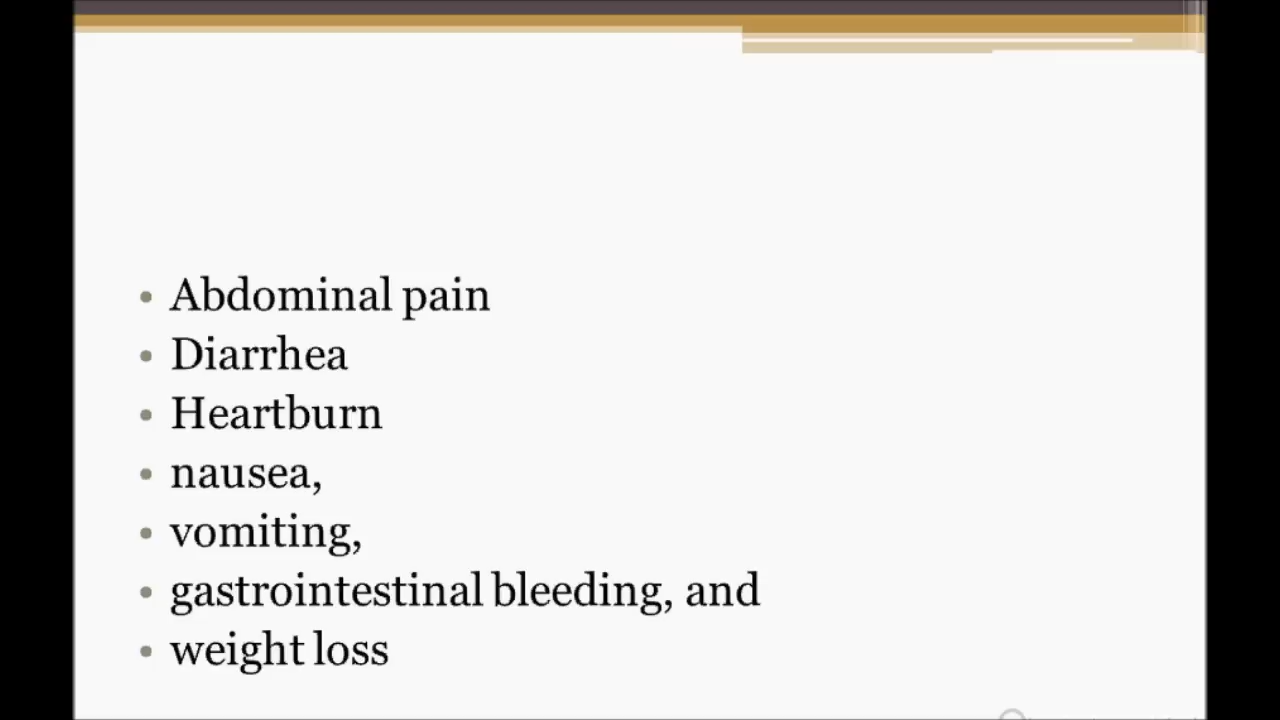 • Abdominal pain
• Diarrhea
• Heartburn
• nausea,
• vomiting,
• gastrointestinal bleeding, and
• weight loss